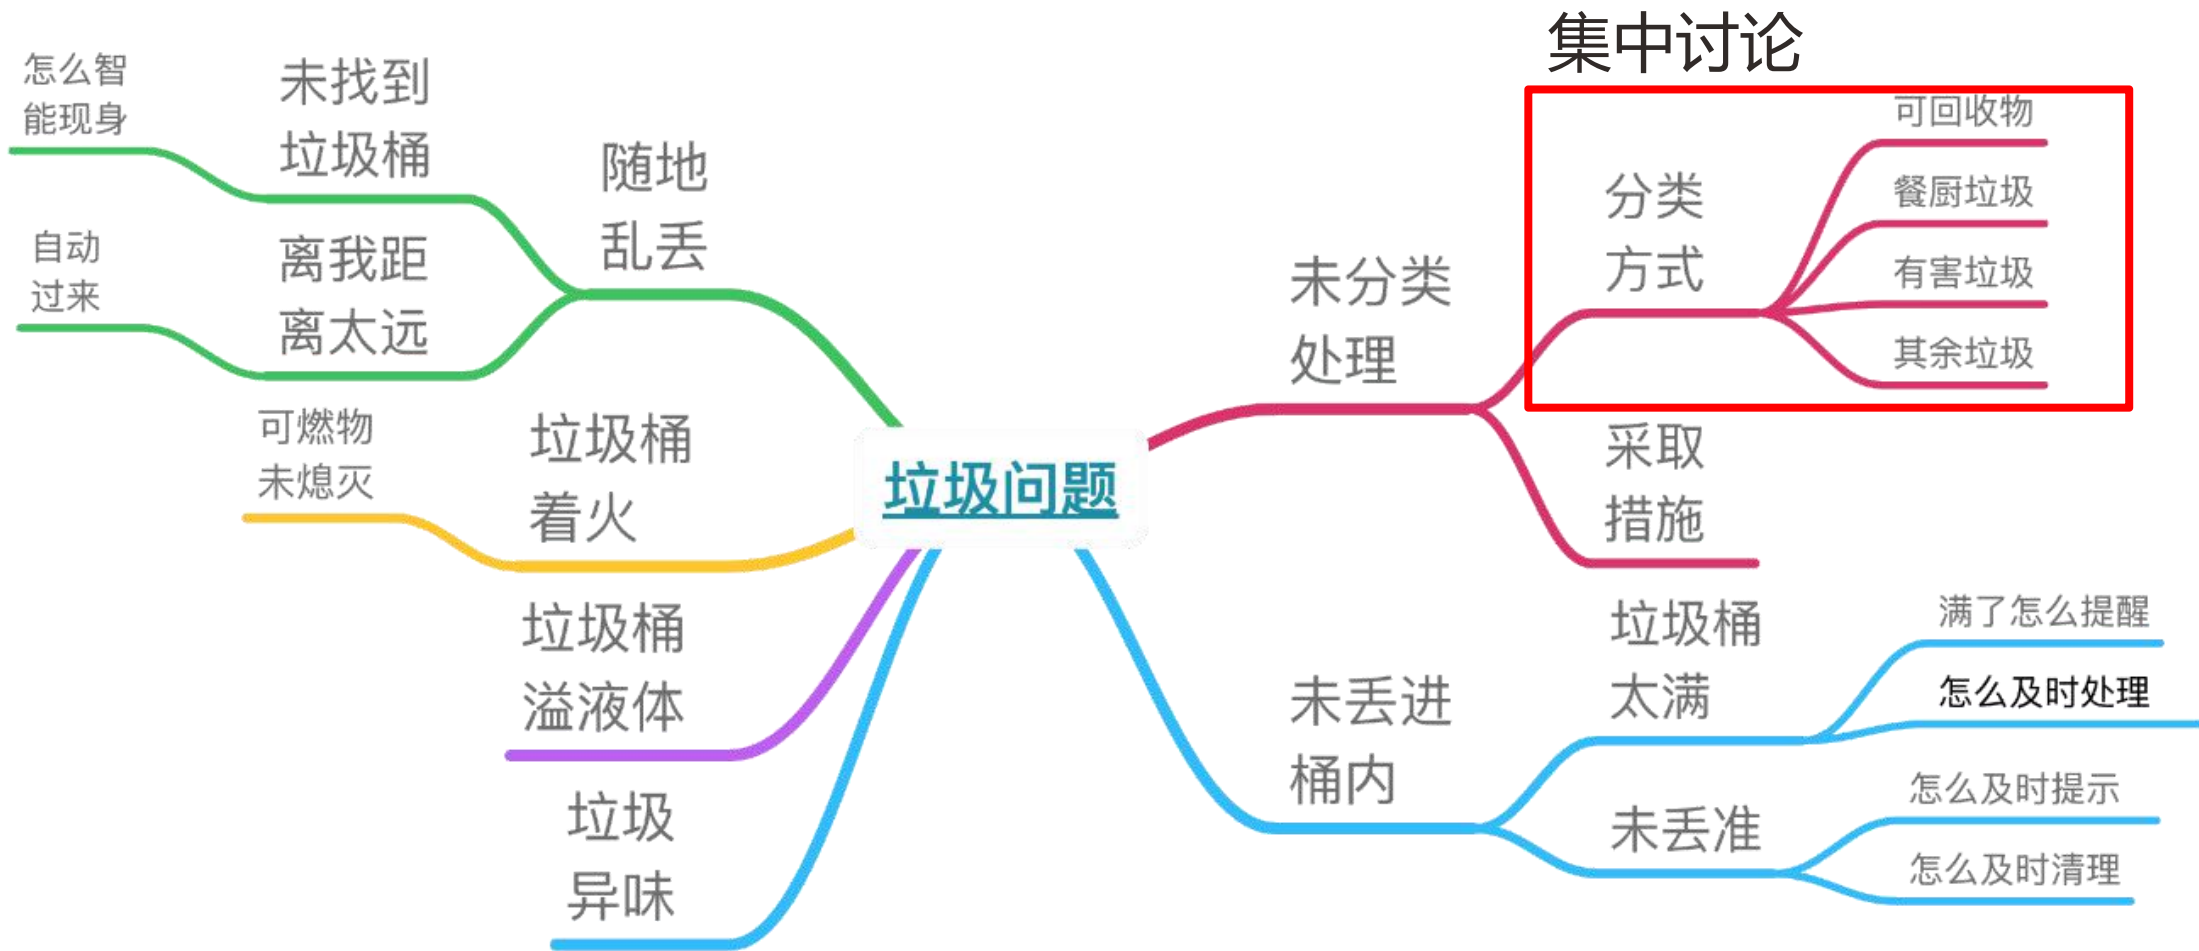 集中讨论
怎么智
能现身
未找到
垃圾桶
自动
过来
离我距
离太远
随地
乱丢
可燃物
未熄灭
垃圾桶
着火
垃圾桶
溢液体
垃圾
异味
垃圾问题
未分类
处理
分类
方式
可回收物
餐厨垃圾
有害垃圾
其余垃圾
采取
措施
未丢进
桶内
垃圾桶
太满
满了怎么提醒
怎么及时处理
未丢准
怎么及时提示
怎么及时清理